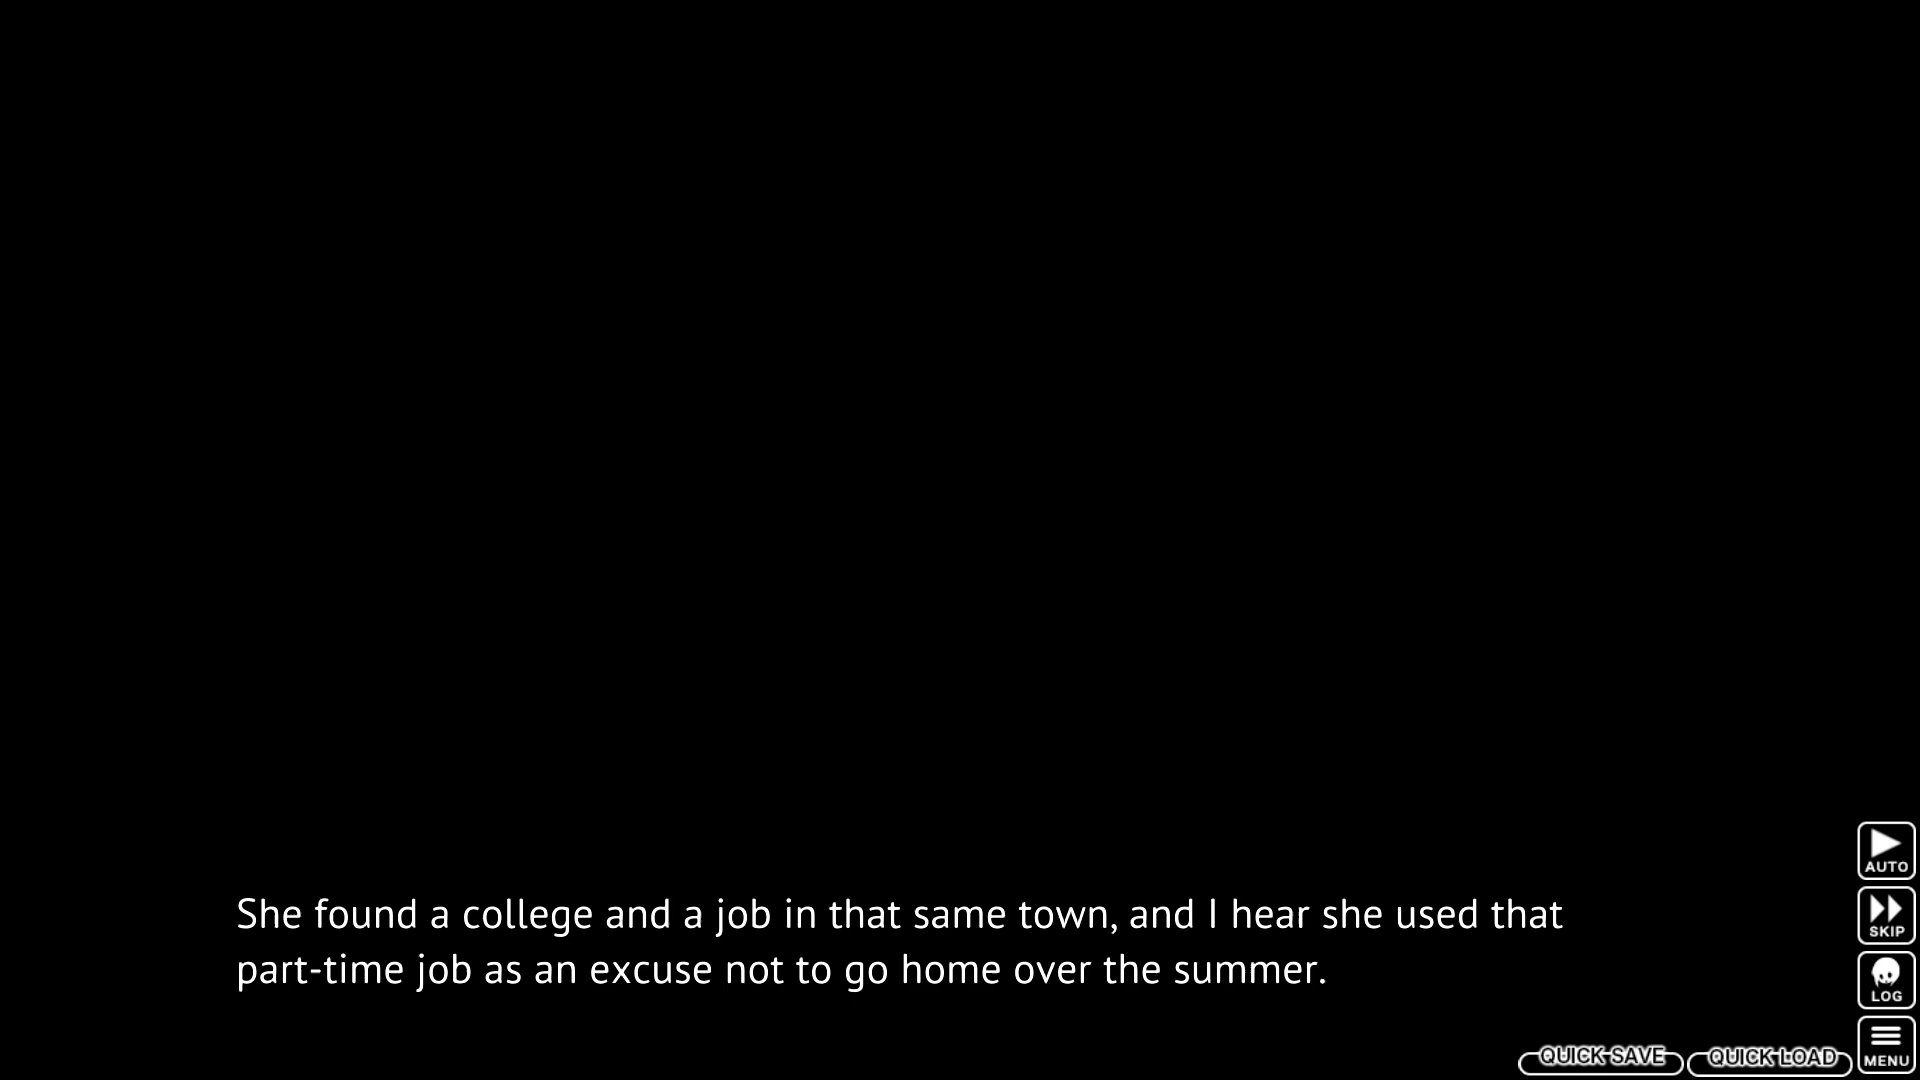 She found a college and a job in that same town, and I hear she used that
part-time job as an excuse not to go home over the summer.
AUTO
SKIP
LOG
MENU
QUICK SAVE QUICK LOAD